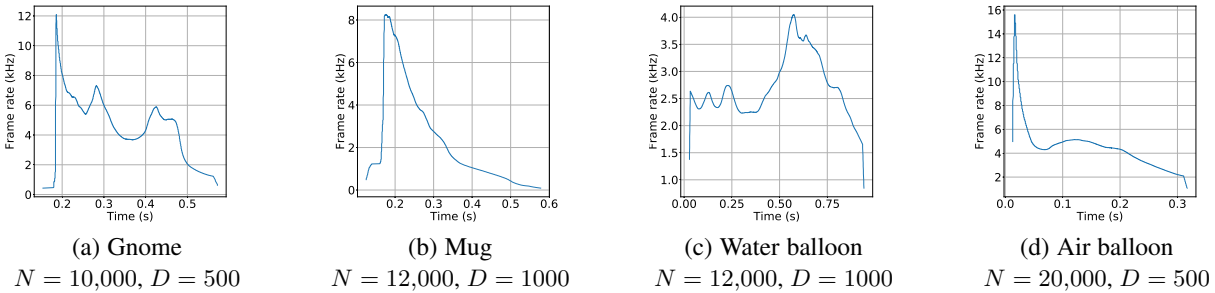 12
10
8
6
4
2
0
Frame rate (kHz)
0.2 0.3 0.4 0.5
Time (s)
(a) Gnome
N = 10,000, D = 500
8
6
4
2
0
Frame rate (kHz)
0.2 0.3 0.4 0.5 0.6
Time (s)
(b) Mug
N = 12,000, D = 1000
4.0
3.5
3.0
2.5
2.0
1.5
1.0
Frame rate (kHz)
0.00 0.25 0.50 0.75
Time (s)
(c) Water balloon
N = 12,000, D = 1000
16
14
12
10
8
6
4
2
Frame rate (kHz)
0.0 0.1 0.2 0.3
Time (s)
(d) Air balloon
N = 20,000, D = 500